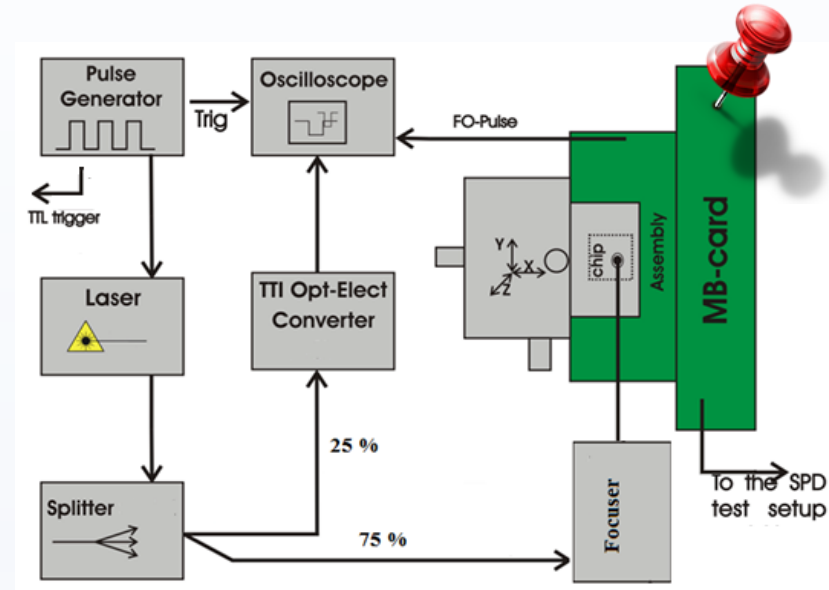 Pulse
Generator
Trig
Oscilloscope
FO-Pulse
TTL trigger
Laser
TTI Opt-Elect
Converter
Y
X
Z
chip
Assembly
MB-card
25 %
Splitter
75 %
Focuser
To the SPD
test setup